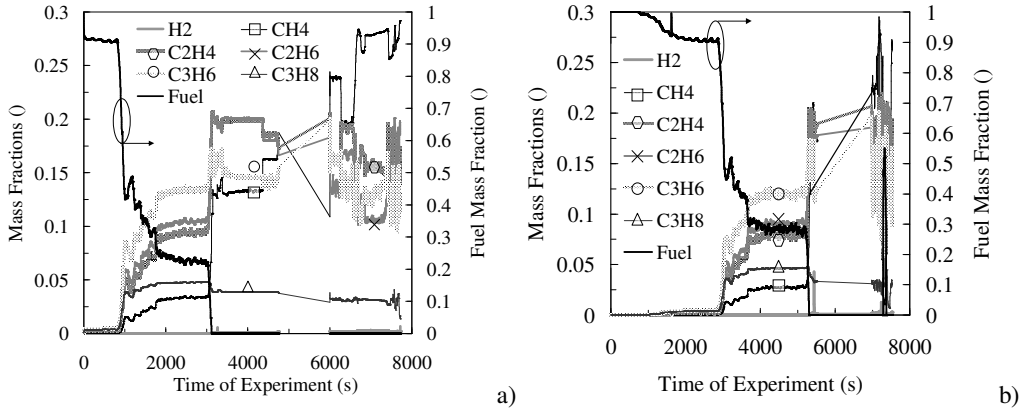 0.3
0.25
0.2
0.15
0.1
0.05
0
Mass Fractions ()
H2
CH4
C2H4
C2H6
C3H6
C3H8
Fuel
1
0.9
0.8
0.7
0.6
0.5
0.4
0.3
0.2
0.1
0
Fuel Mass Fraction ()
0 2000 4000 6000 8000
Time of Experiment (s)
a)
0.3
0.25
0.2
0.15
0.1
0.05
0
Mass Fractions ()
H2
CH4
C2H4
C2H6
C3H6
C3H8
Fuel
1
0.9
0.8
0.7
0.6
0.5
0.4
0.3
0.2
0.1
0
Fuel Mass Fraction ()
0 2000 4000 6000 8000
Time of Experiment (s)
b)